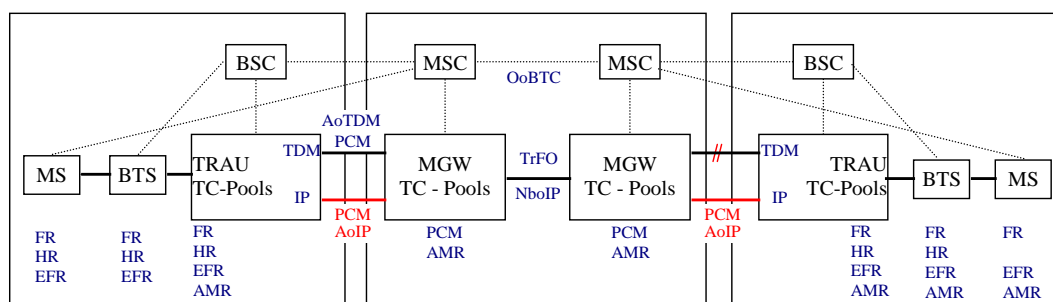 BSC
MSC
MSC
BSC
OoBTC
AoTDM
PCM
MS
BTS
TRAU
TC-Pools
TDM
IP
MGW
TC - Pools
TrFO
NboIP
MGW
TC - Pools
//
TDM
IP
TRAU
TC-Pools
BTS
MS
PCM
AoIP
PCM
AoIP
FR
HR
EFR
FR
HR
EFR
FR
HR
EFR
AMR
PCM
AMR
PCM
AMR
FR
HR
EFR
AMR
FR
HR
EFR
AMR
FR
EFR
AMR